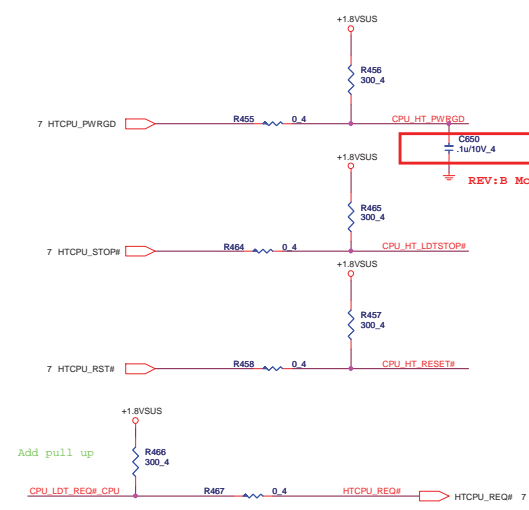 +1.8VSUS
R456
300_4
7 HTCPU_PWRGD
R455
0_4
CPU_HT_PWRGD
C650
.1u/10V_4
+1.8VSUS
REV:B Mo
R465
300_4
7 HTCPU_STOP#
R464
0_4
CPU_HT_LDTSTOP#
+1.8VSUS
R457
300_4
7 HTCPU_RST#
R458
0_4
CPU_HT_RESET#
+1.8VSUS
Add pull up
R466
300_4
CPU_LDT_REQ#_CPU
R467
0_4
HTCPU_REQ#
HTCPU_REQ# 7